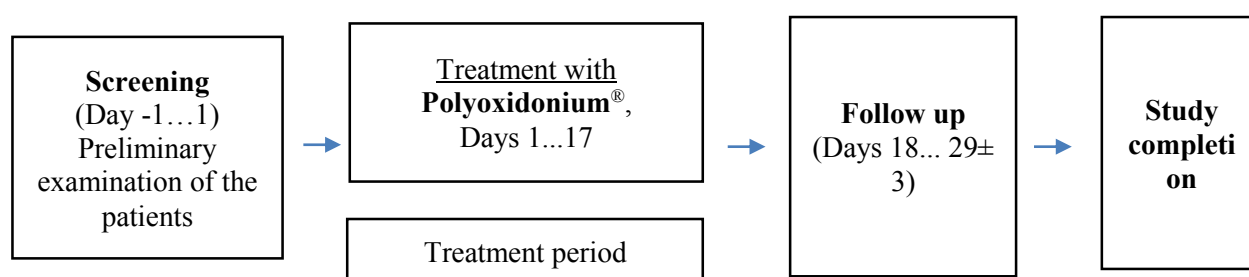 Screening
(Day -1…1)
Preliminary
examination of the
patients
Treatment with
Polyoxidonium®,
Days 1...17
Treatment period
Follow up
(Days 18... 29±
3)
Study
completi
on